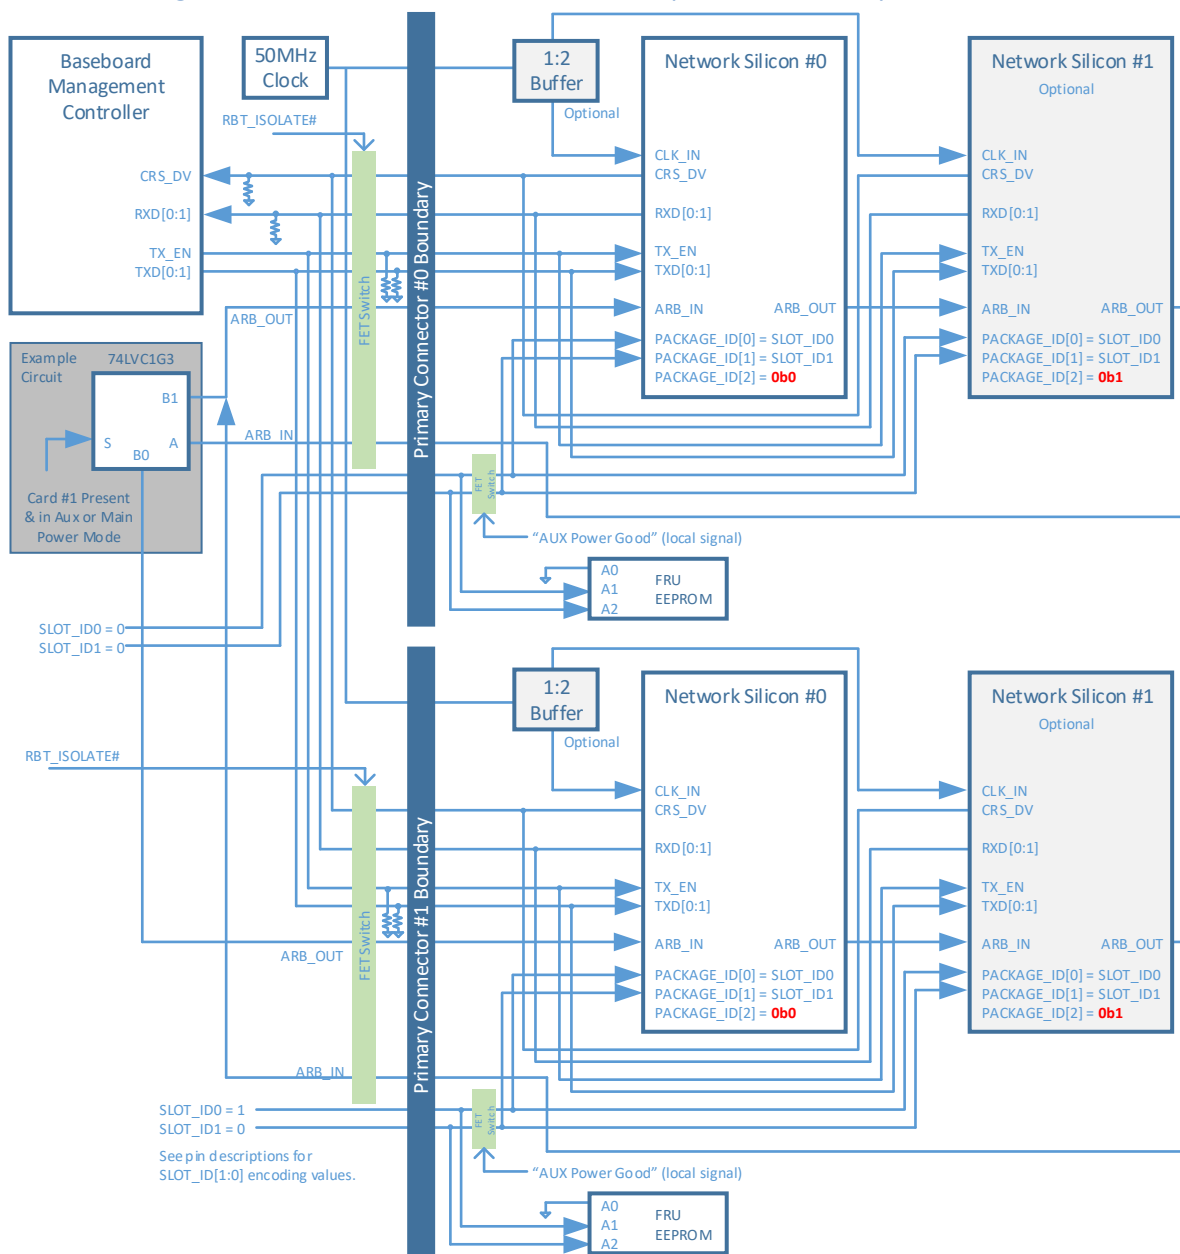 Baseboard
Management
Controller
50MHz
Clock
1:2
Buffer
Optional
Network Silicon #0
Network Silicon #1
Optional
RBT_ISOLATE#
CRS_DV
RXD[0:1]
TX_EN
TXD[0:1]
FET Switch
Primary Connector #0 Boundary
CLK_IN
CRS_DV
RXD[0:1]
TX_EN
TXD[0:1]
ARB_IN
ARB_OUT
PACKAGE_ID[0] = SLOT_ID0
PACKAGE_ID[1] = SLOT_ID1
PACKAGE_ID[2] = 0b0
CLK_IN
CRS_DV
RXD[0:1]
TX_EN
TXD[0:1]
ARB_IN
ARB_OUT
PACKAGE_ID[0] = SLOT_ID0
PACKAGE_ID[1] = SLOT_ID1
PACKAGE_ID[2] = 0b1
ARB_OUT
Example
Circuit
74LVC1G3
B1
S
A
B0
ARB_IN
Card #1 Present
& in Aux or Main
Power Mode
FET
Switch
"AUX Power Good" (local signal)
A0
A1
A2
FRU
EEPROM
SLOT_ID0 = 0
SLOT_ID1 = 0
1:2
Buffer
Optional
Network Silicon #0
Network Silicon #1
Optional
RBT_ISOLATE#
FET Switch
Primary Connector #1 Boundary
CLK_IN
CRS_DV
RXD[0:1]
TX_EN
TXD[0:1]
ARB_IN
ARB_OUT
PACKAGE_ID[0] = SLOT_ID0
PACKAGE_ID[1] = SLOT_ID1
PACKAGE_ID[2] = 0b0
CLK_IN
CRS_DV
RXD[0:1]
TX_EN
TXD[0:1]
ARB_IN
ARB_OUT
PACKAGE_ID[0] = SLOT_ID0
PACKAGE_ID[1] = SLOT_ID1
PACKAGE_ID[2] = 0b1
ARB_OUT
ARB_IN
SLOT_ID0 = 1
SLOT_ID1 = 0
See pin descriptions for
SLOT_ID[1:0] encoding values.
FET
Switch
"AUX Power Good" (local signal)
A0
A1
A2
FRU
EEPROM